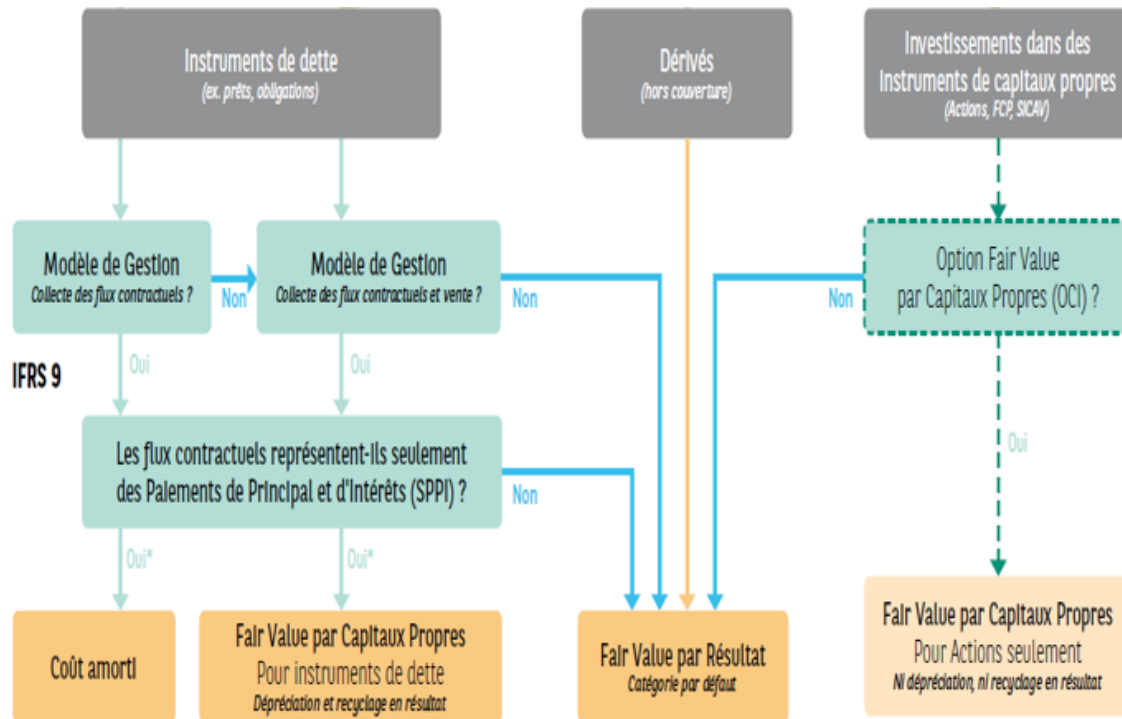 Instruments de dette
(ex. prêts, obligations)
Dérivés
(hors couverture)
Investissements dans des
Instruments de capitaux propres
(Actions, FCP, SICAV)
Modèle de Gestion
Collecte des flux contractuels ?
Non
Modèle de Gestion
Collecte des flux contractuels et vente ?
Non
Non
Option Fair Value
par Capitaux Propres (OCI) ?
Oui
Oui
IFRS 9
Les flux contractuels représentent-ils seulement
des Paiements de Principal et d'Intérêts (SPPI) ?
Non
Oui
Oui*
Oui*
Coût amorti
Fair Value par Capitaux Propres
Pour instruments de dette
Dépréciation et recyclage en résultat
Fair Value par Résultat
Catégorie par défaut
Fair Value par Capitaux Propres
Pour Actions seulement
Ni dépréciation, ni recyclage en résultat